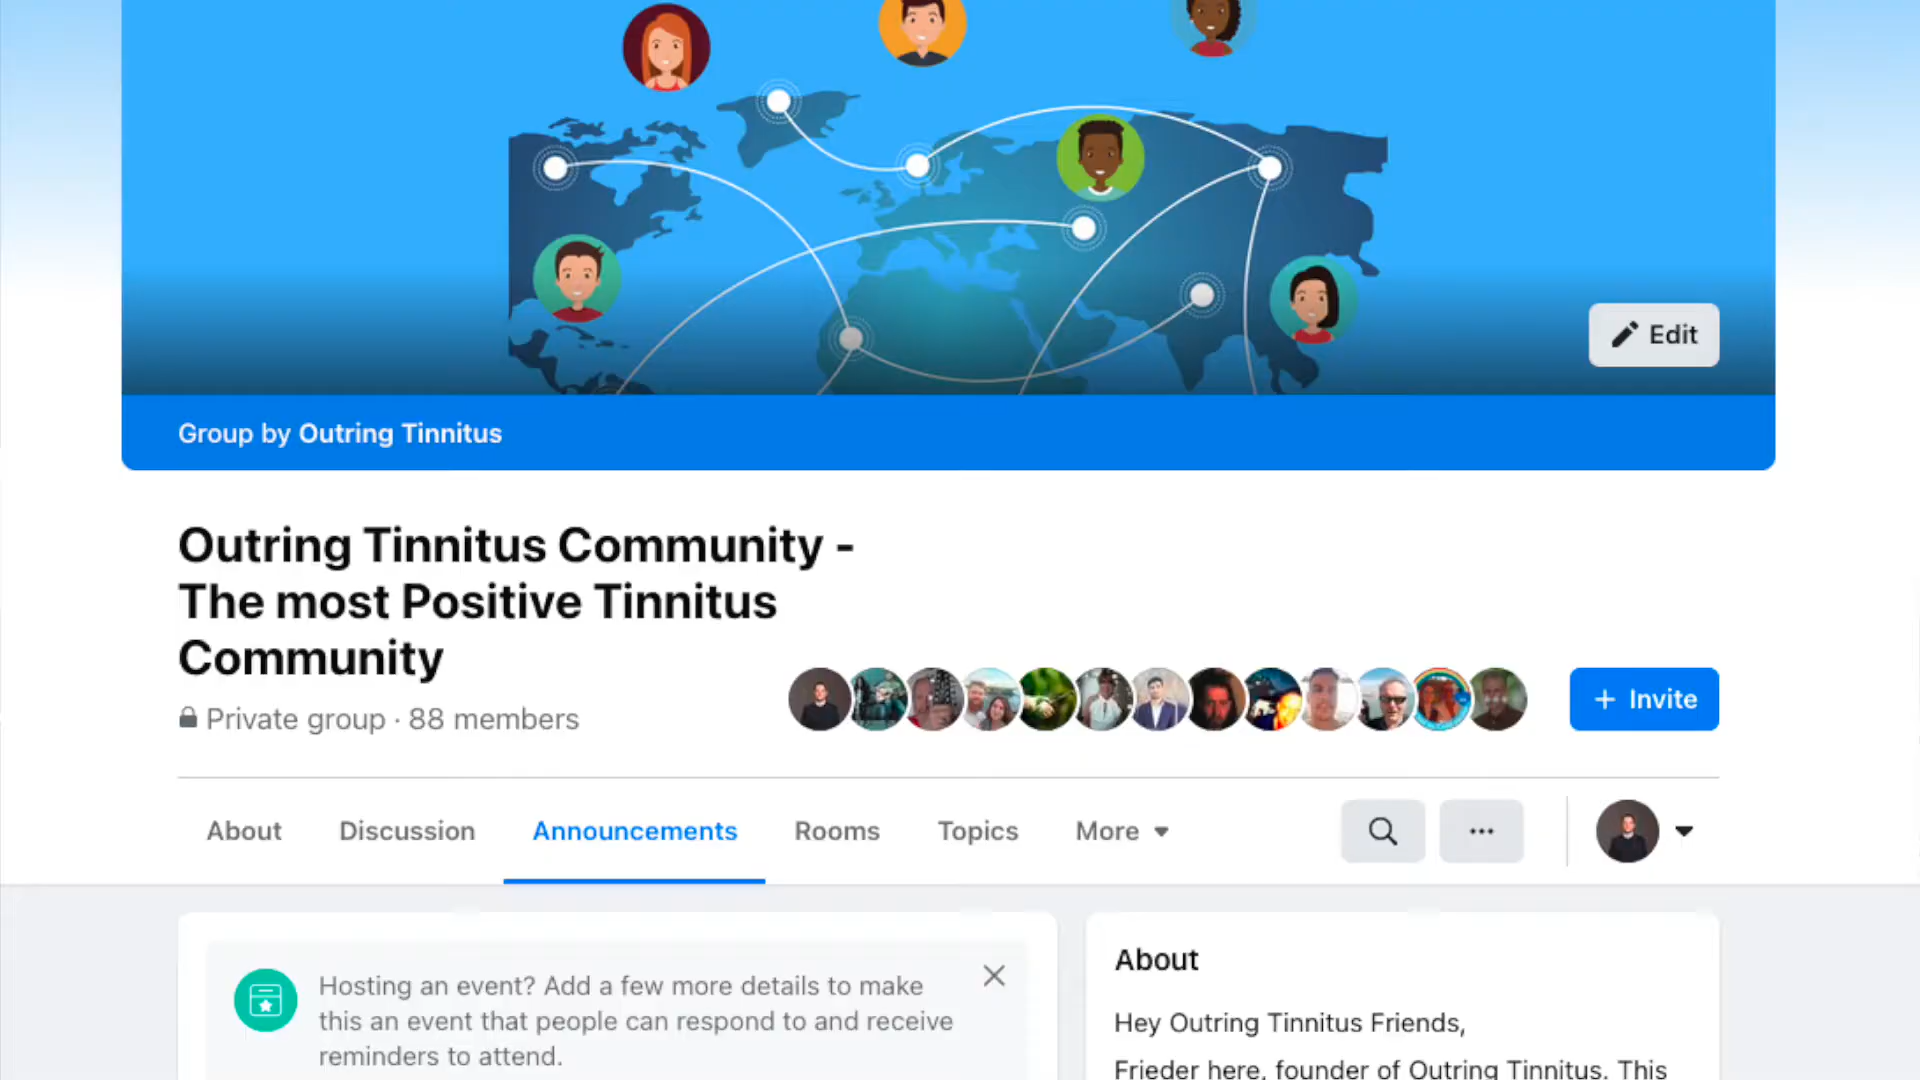 Edit
Group by Outring Tinnitus
Outring Tinnitus Community -
The most Positive Tinnitus
Community
Private group · 88 members
+ Invite
About
Discussion
Announcements
Rooms
Topics
More
Hosting an event? Add a few more details to make
this an event that people can respond to and receive
reminders to attend.
About
Hey Outring Tinnitus Friends,
Frieder here, founder of Outring Tinnitus. This